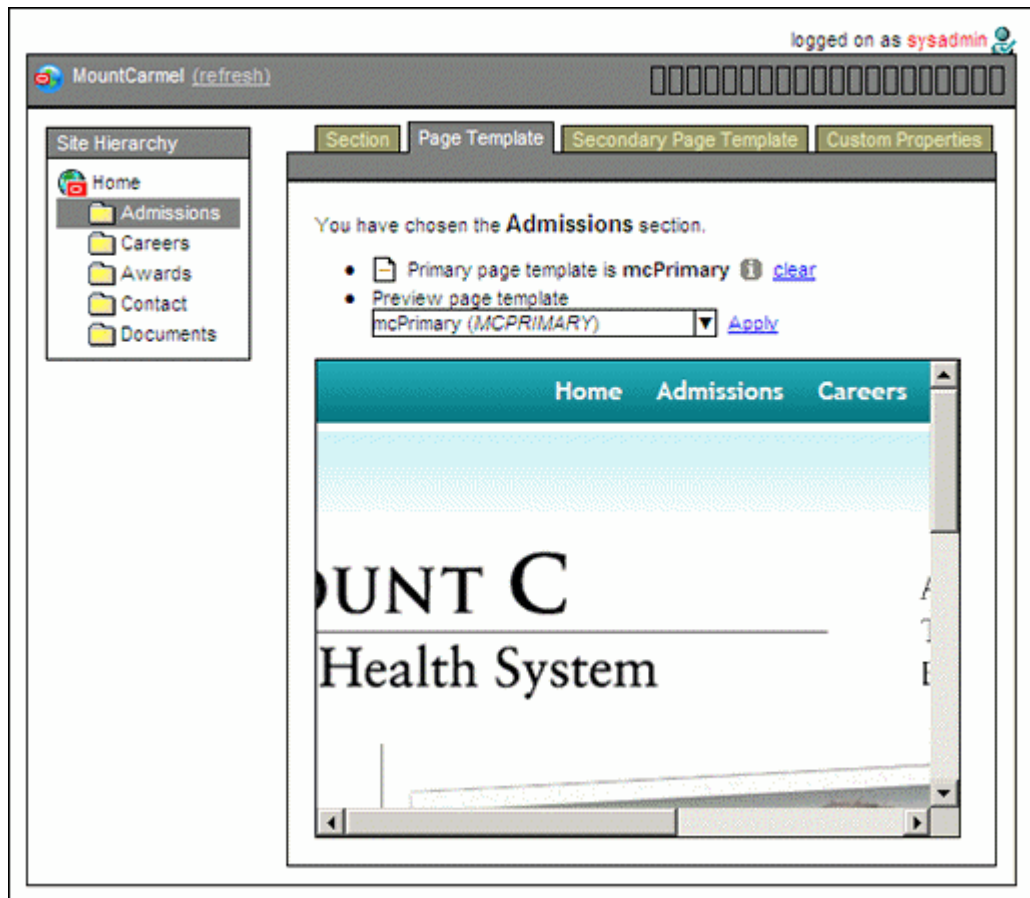 logged on as sysadmin
MountCarmel (refresh)
Site Hierarchy
Home
Admissions
Careers
Awards
Contact
Documents
Section Page Template Secondary Page Template Custom Properties
You have chosen the Admissions section.
Primary page template is mcPrimary clear
Preview page template
mcPrimary (MCPRIMARY) Apply
Home Admissions Careers
OUNT C
Health System